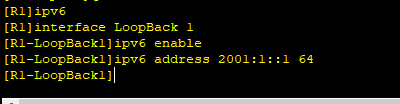 [R1]ipv6
[R1]interface LoopBack 1
[R1-LoopBack1]ipv6 enable
[R1-LoopBack1]ipv6 address 2001:1::1 64
[R1-LoopBack1]